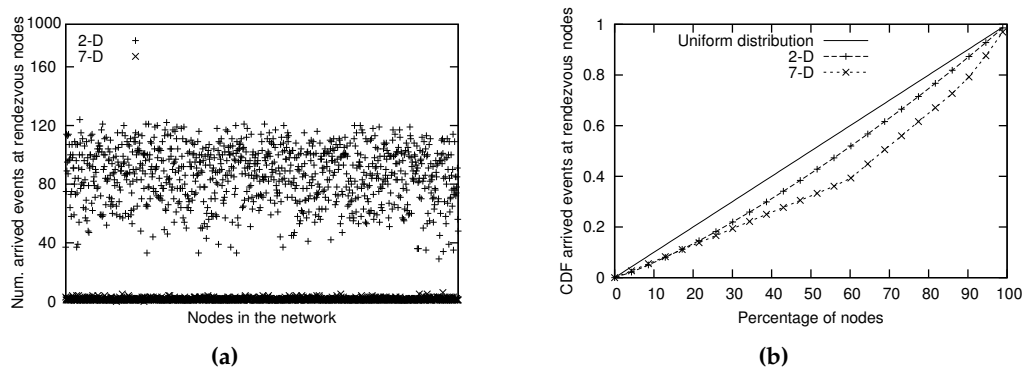 Num. arrived events at rendezvous nodes
1000
160
120
80
40
0
2-D
7-D
Nodes in the network
(a)
CDF arrived events at rendezvous nodes
1
0.8
0.6
0.4
0.2
0
Uniform distribution
2-D
7-D
0 10 20 30 40 50 60 70 80 90 100
Percentage of nodes
(b)